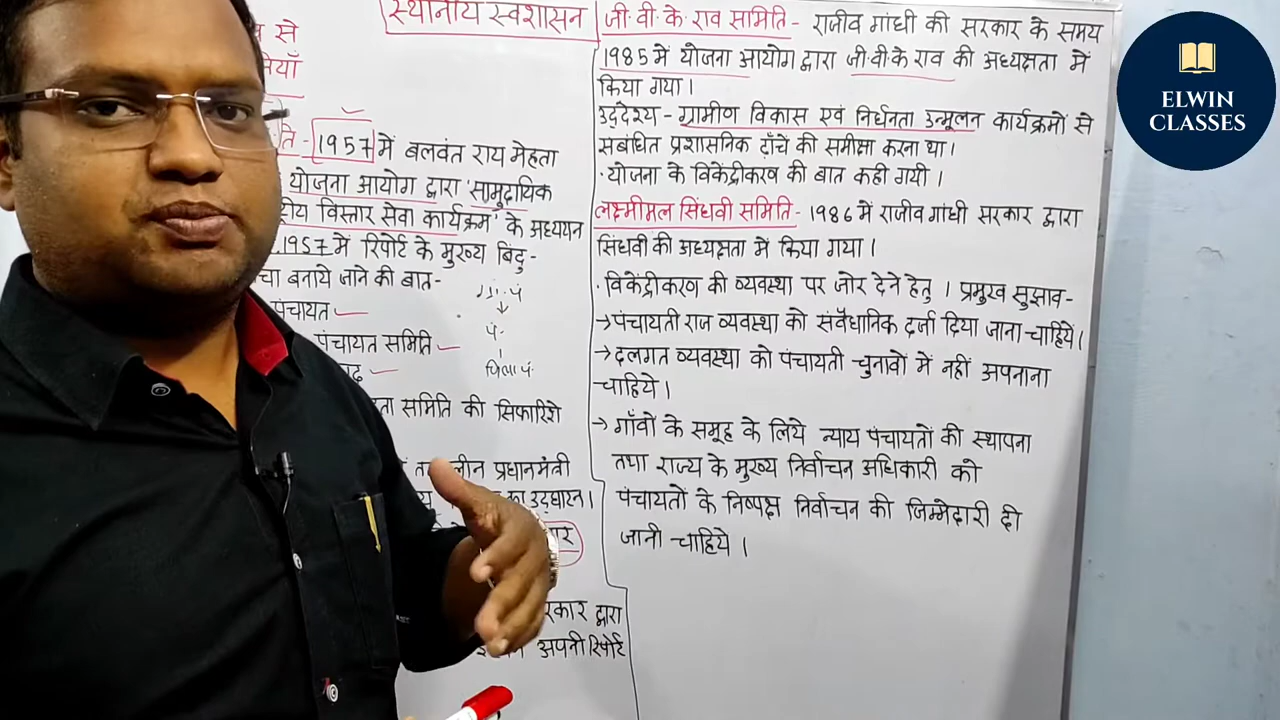 स्थानीय स्वशासन
से
1957 में बलवंत राय मेहता
योजना आयोग द्वारा 'सामुदायिक
विस्तार सेवा कार्यक्रम' के अध्ययन
1957 में रिपोर्ट के मुख्य बिंदु -
बनाये जाने की बात -
पंचायत
पंचायत समिति
ग्रा. पं
पं.
जिला पं.
समिति की सिफारिशे
प्रधानमंत्री
का उद्घाटन।
द्वारा
अपनी रिपोर्ट
जी. वी. के. राव समिति - राजीव गांधी की सरकार के समय
1985 में योजना आयोग द्वारा जी.वी.के राव की अध्यक्षता में
किया गया।
उद्देश्य - ग्रामीण विकास एवं निर्धनता उन्मूलन कार्यक्रमों से
संबंधित प्रशासनिक ढ़ाँचें की समीक्षा करना था।
· योजना के विकेंद्रीकरण की बात कही गयी।
लक्ष्मीमल सिंघवी समिति - 1986 में राजीव गांधी सरकार द्वारा
सिंघवी की अध्यक्षता में किया गया।
· विकेंद्रीकरण की व्यवस्था पर जोर देने हेतु। प्रमुख सुझाव -
→ पंचायती राज व्यवस्था को संवैधानिक दर्जा दिया जाना चाहिये।
→ दलगत व्यवस्था को पंचायती चुनावों में नहीं अपनाना
चाहिये।
→ गाँवों के समूह के लिये न्याय पंचायतों की स्थापना
तथा राज्य के मुख्य निर्वाचन अधिकारी को
पंचायतों के निष्पक्ष निर्वाचन की जिम्मेदारी दी
जानी चाहिये।
ELWIN
CLASSES